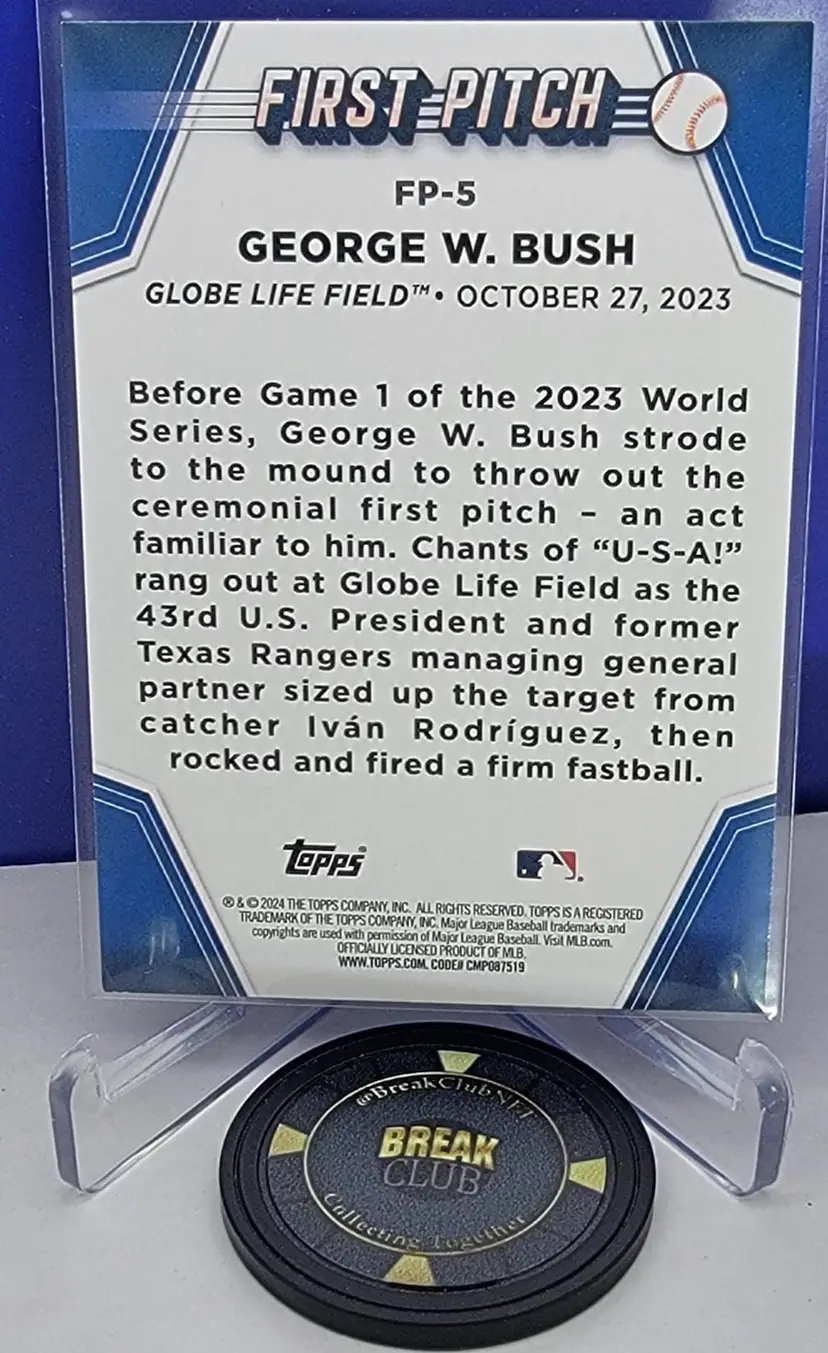 FIRST PITCH
FP-5
GEORGE W. BUSH
GLOBE LIFE FIELD™ • OCTOBER 27, 2023
Before Game 1 of the 2023 World
Series, George W. Bush strode
to the mound to throw out the
ceremonial first pitch – an act
familiar to him. Chants of “U-S-A!”
rang out at Globe Life Field as the
43rd U.S. President and former
Texas Rangers managing general
partner sized up the target from
catcher Iván Rodríguez, then
rocked and fired a firm fastball.
topps®
® & © 2024 THE TOPPS COMPANY, INC. ALL RIGHTS RESERVED. TOPPS IS A REGISTERED
TRADEMARK OF THE TOPPS COMPANY, INC. Major League Baseball trademarks and
copyrights are used with permission of Major League Baseball. Visit MLB.com.
OFFICIALLY LICENSED PRODUCT OF MLB.
WWW.TOPPS.COM. CODE# CMP087519
@BreakClubNFT
BREAK
CLUB
Collecting Together